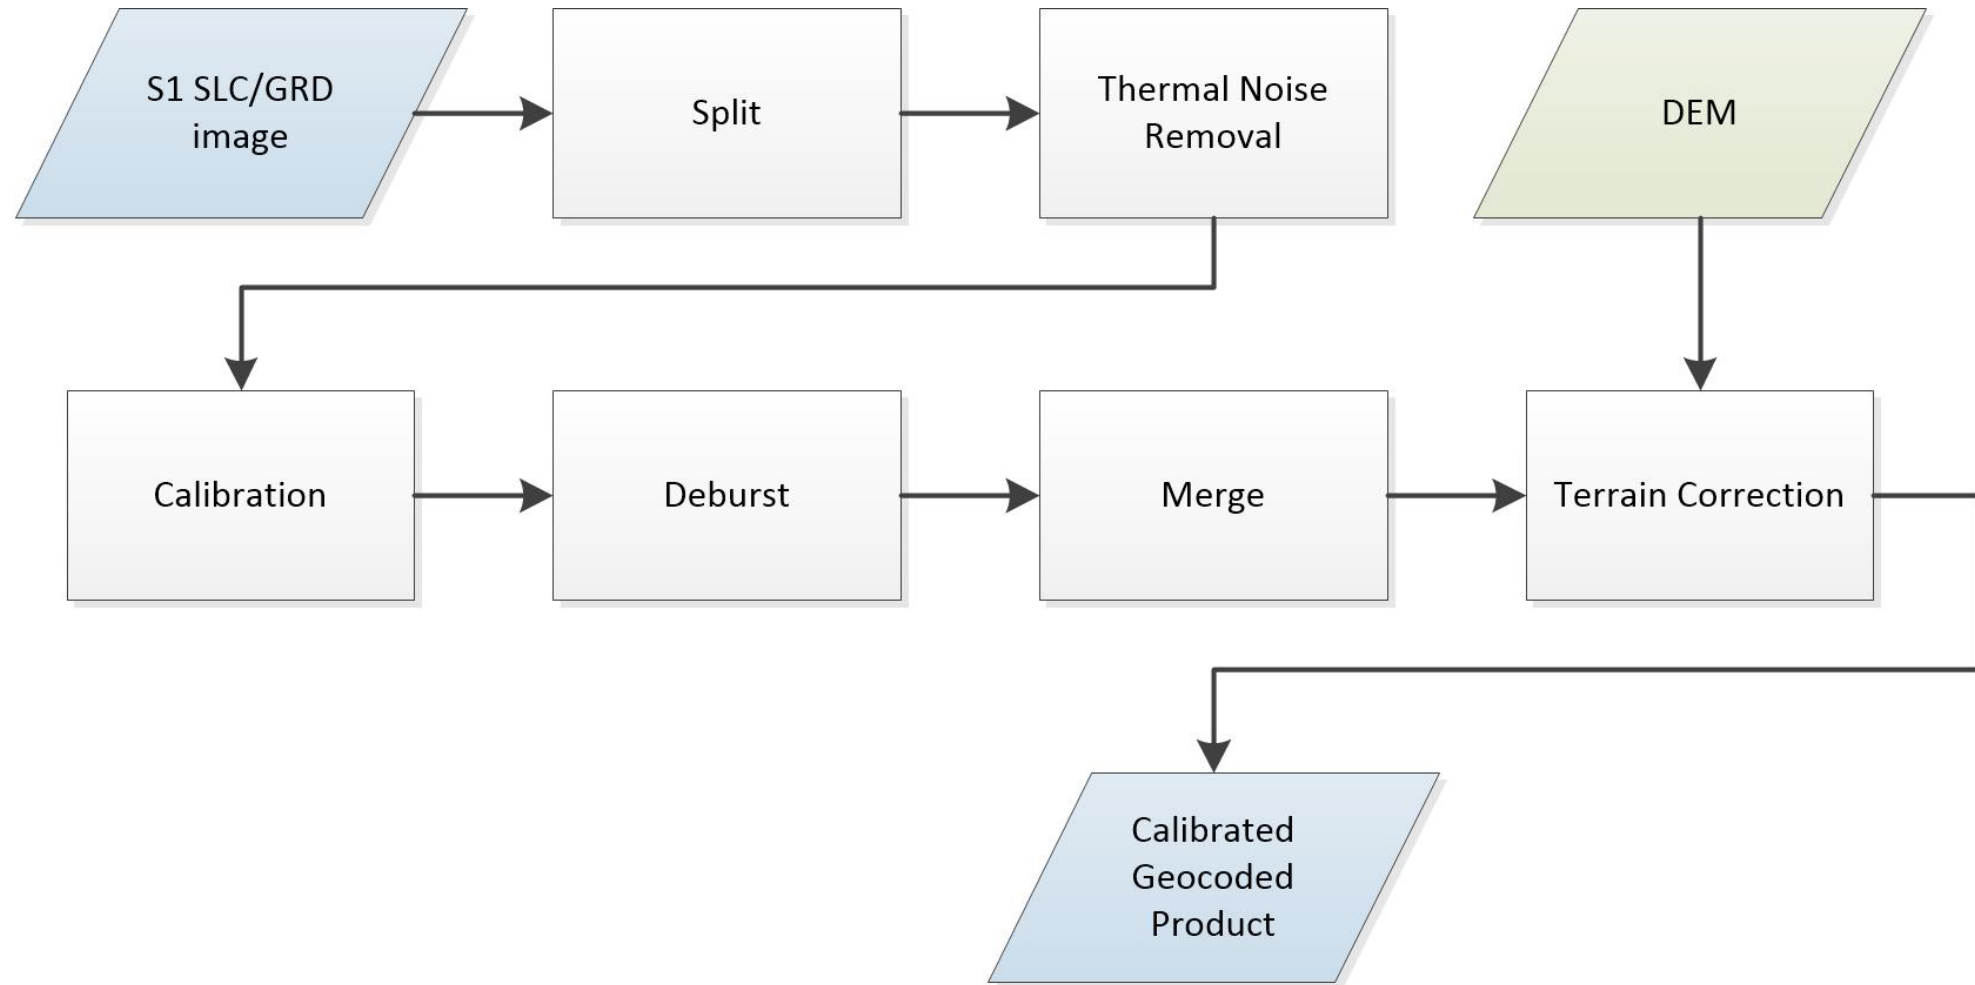 S1 SLC/GRD
image
Split
Thermal Noise
Removal
DEM
Calibration
Deburst
Merge
Terrain Correction
Calibrated
Geocoded
Product